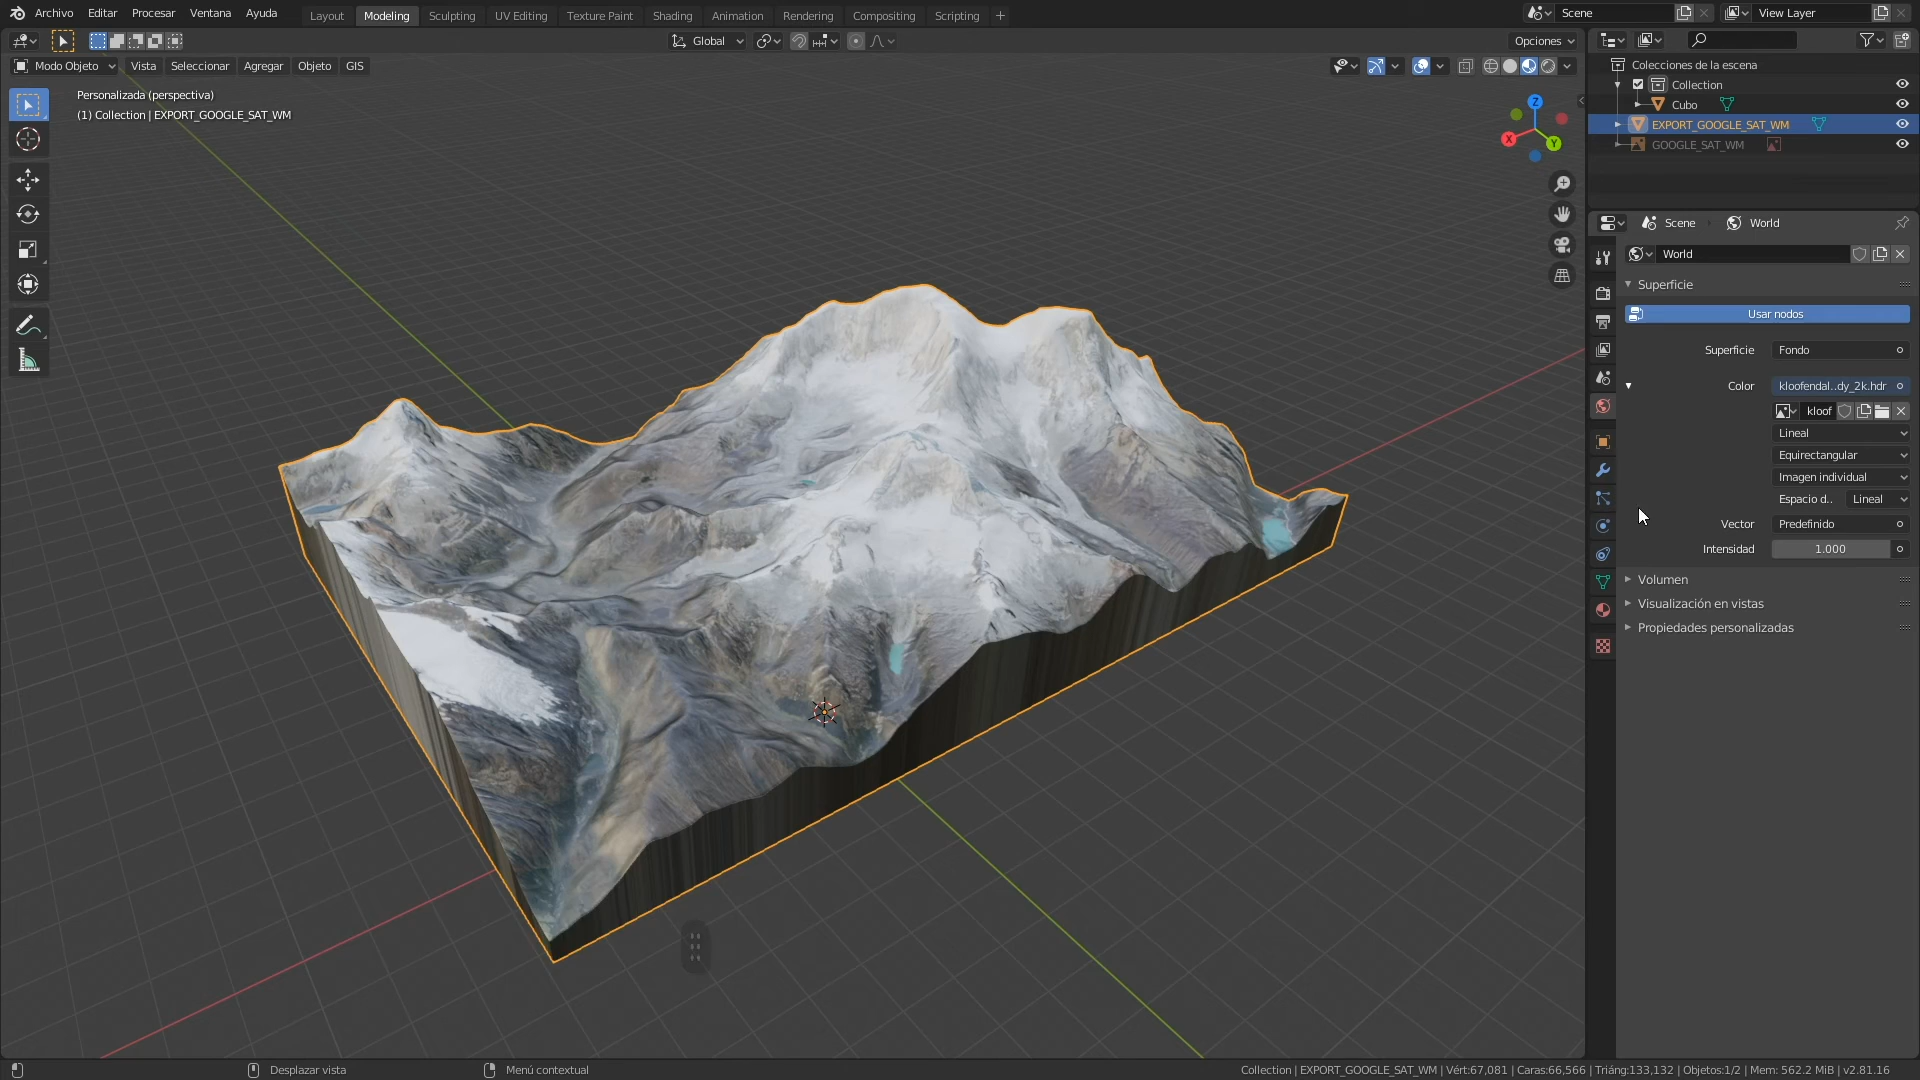 Archivo Editar Procesar Ventana Ayuda Layout Modeling Sculpting UV Editing Texture Paint Shading Animation Rendering Compositing Scripting + Scene View Layer
Global Opciones
Modo Objeto Vista Seleccionar Agregar Objeto GIS
Personalizada (perspectiva)
(1) Collection | EXPORT_GOOGLE_SAT_WM
Z
X
Y
Colecciones de la escena
Collection
Cubo
EXPORT_GOOGLE_SAT_WM
GOOGLE_SAT_WM
Scene World
World
Superficie
Usar nodos
Superficie Fondo
Color kloofendal..dy_2k.hdr
kloof
Lineal
Equirectangular
Imagen individual
Espacio d.. Lineal
Vector Predefinido
Intensidad 1.000
Volumen
Visualización en vistas
Propiedades personalizadas
Desplazar vista Menú contextual Collection | EXPORT_GOOGLE_SAT_WM | Vért:67,081 | Caras:66,566 | Triáng:133,132 | Objetos:1/2 | Mem: 562.2 MiB | v2.81.16